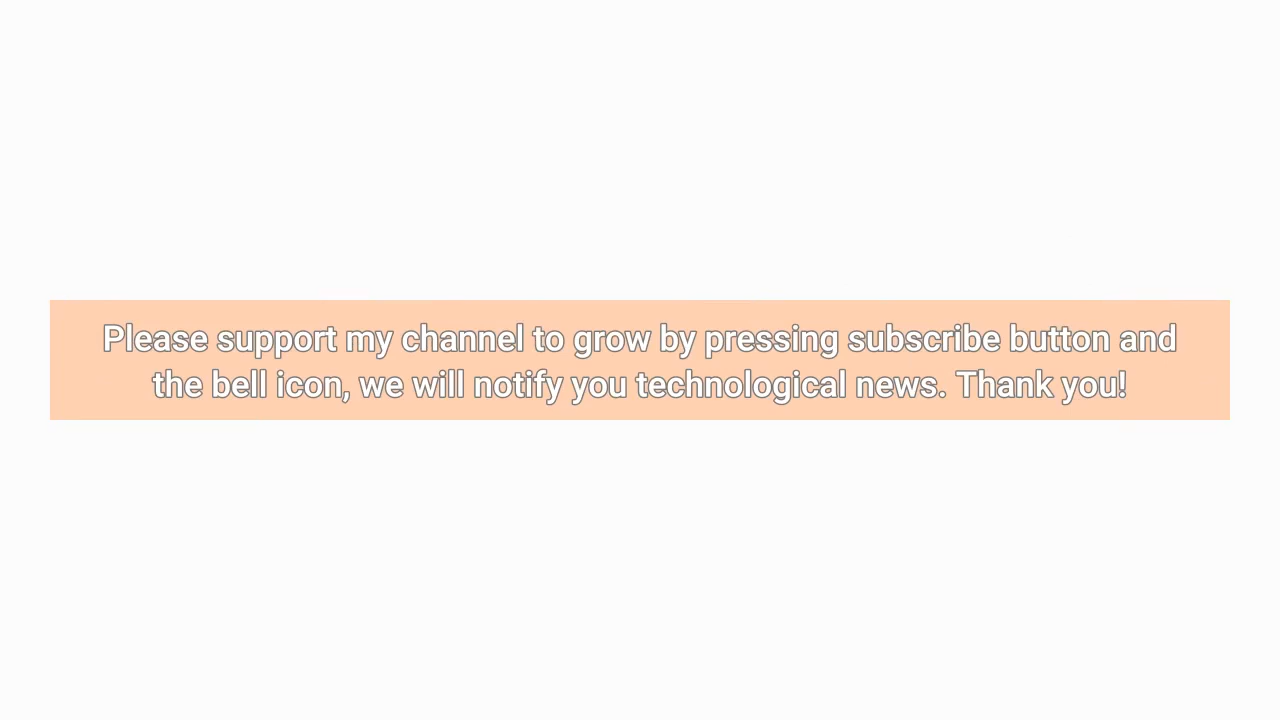 Please support my channel to grow by pressing subscribe button and
the bell icon, we will notify you technological news. Thank you!